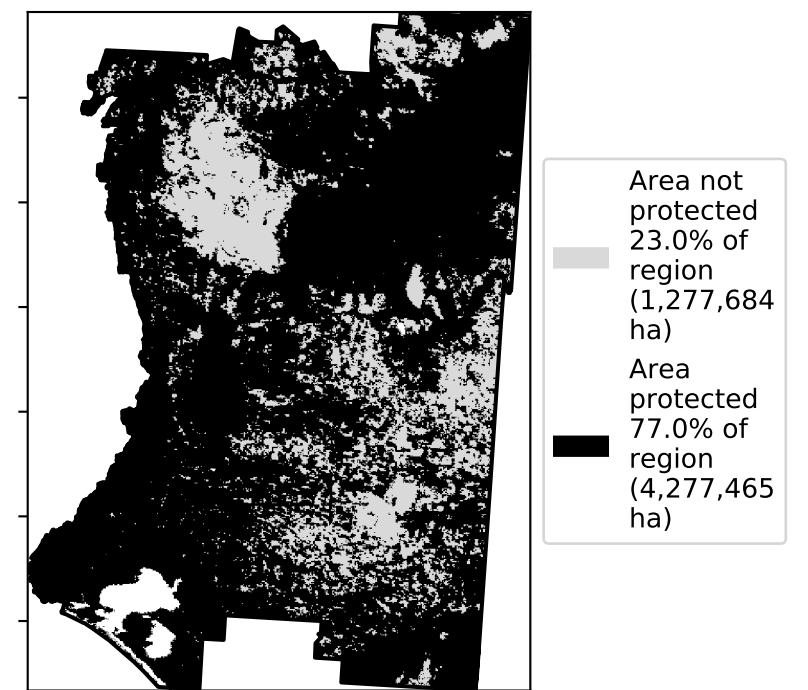 Area not
protected
23.0% of
region
(1,277,684
ha)
Area
protected
77.0% of
region
(4,277,465
ha)